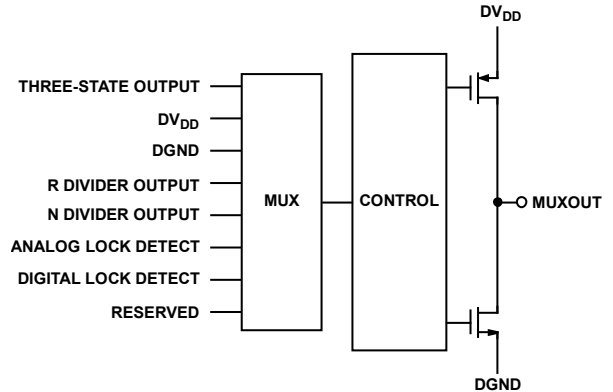 DVDD
THREE-STATE OUTPUT
DVDD
DGND
R DIVIDER OUTPUT
N DIVIDER OUTPUT
ANALOG LOCK DETECT
DIGITAL LOCK DETECT
RESERVED
MUX
CONTROL
MUXOUT
DGND